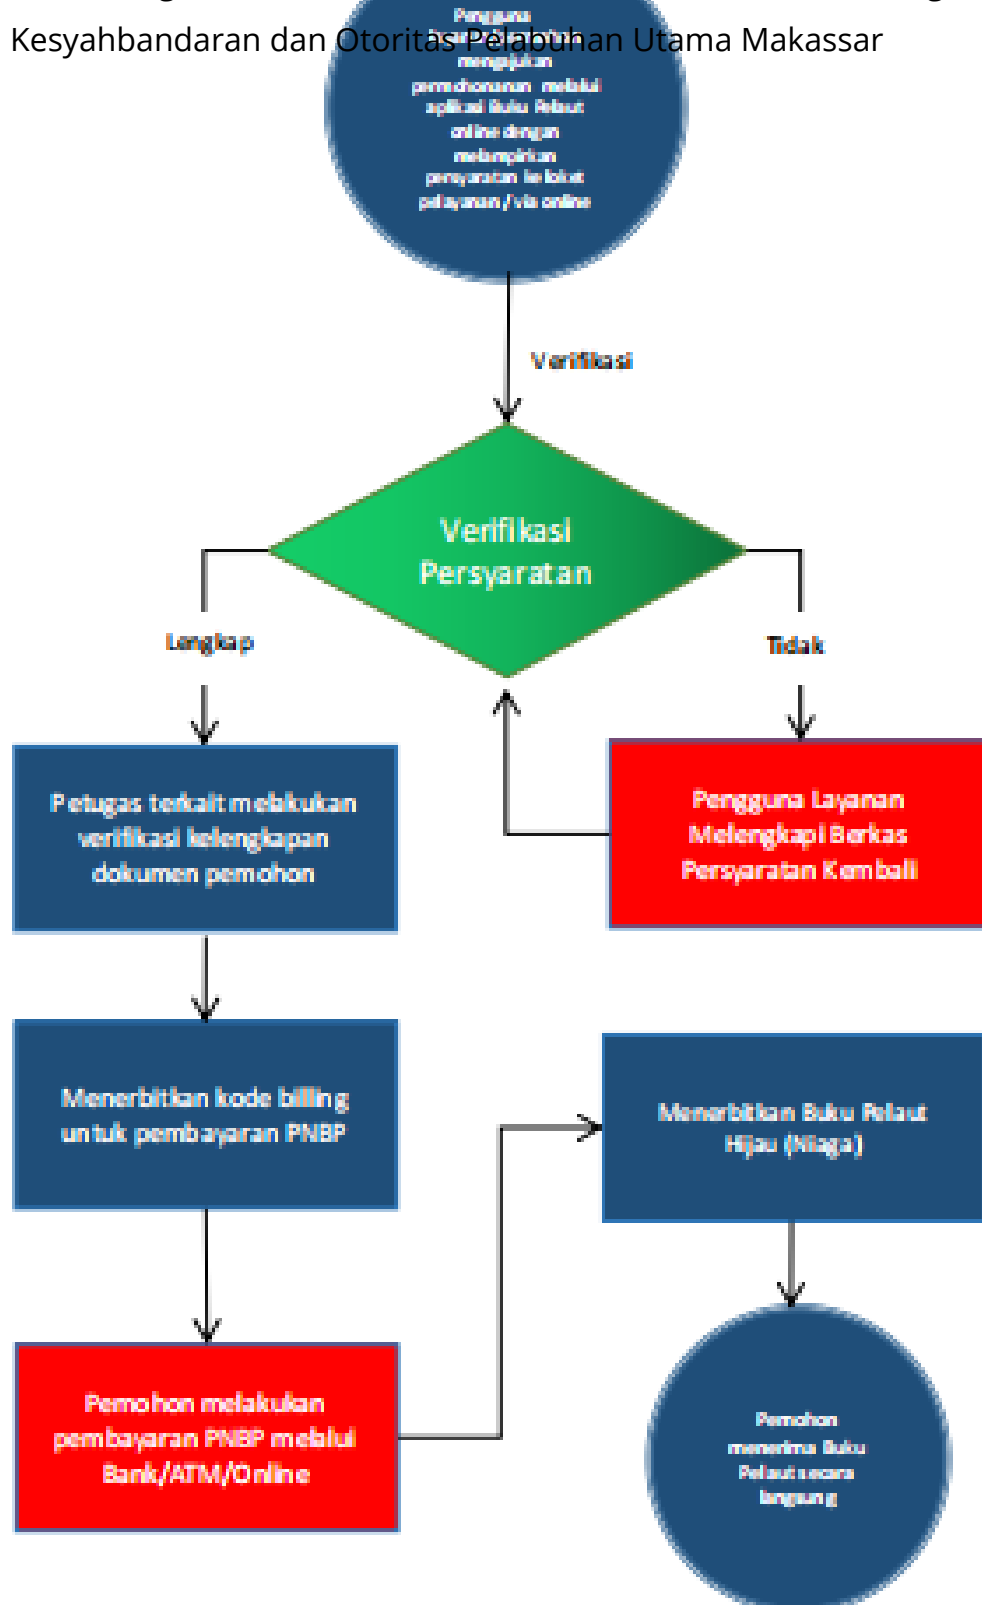 Kesyahbandaran dan Otoritas Pelabuhan Utama Makassar
Pengguna
mengajukan
permohonanan melalui
aplikasi Buku Pelaut
online dengan
melampirkan
persyaratan ke loket
pelayanan / via online
Verifikasi
Verifikasi
Persyaratan
Lengkap
Tidak
Petugas terkait melakukan
verifikasi kelengkapan
dokumen pemohon
Pengguna Layanan
Melengkapi Berkas
Persyaratan Kembali
Menerbitkan kode billing
untuk pembayaran PNBP
Menerbitkan Buku Pelaut
Hijau (Niaga)
Pemohon melakukan
pembayaran PNBP melalui
Bank/ATM/Online
Pemohon
menerima Buku
Pelaut secara
langsung